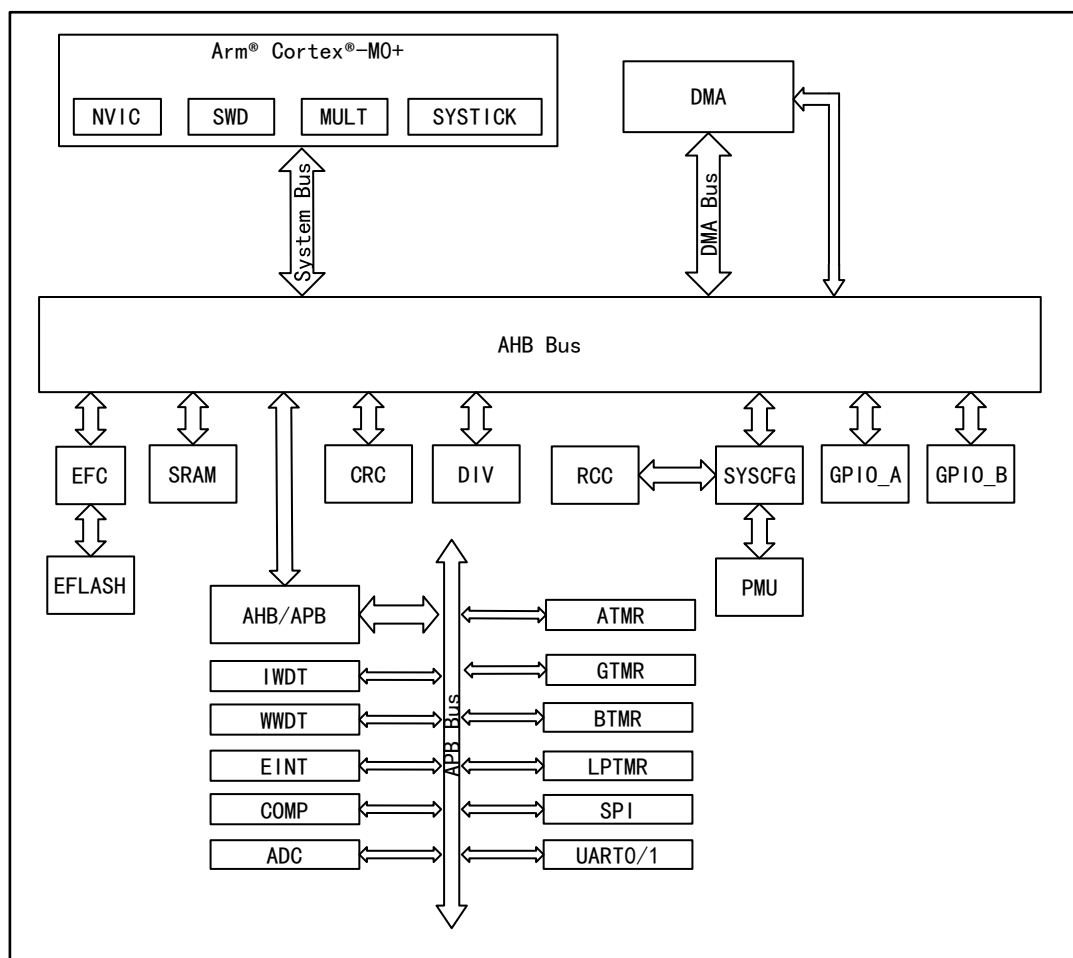 Arm® Cortex®-M0+
DMA
NVIC
SWD
MULT
SYSTICK
System Bus
DMA Bus
AHB Bus
EFC
SRAM
CRC
DIV
RCC
SYSCFG
GPIO_A
GPIO_B
EFLASH
PMU
AHB/APB
ATMR
IWDT
GTMR
WWDT
BTMR
APB Bus
EINT
LPTMR
COMP
SPI
ADC
UART0/1